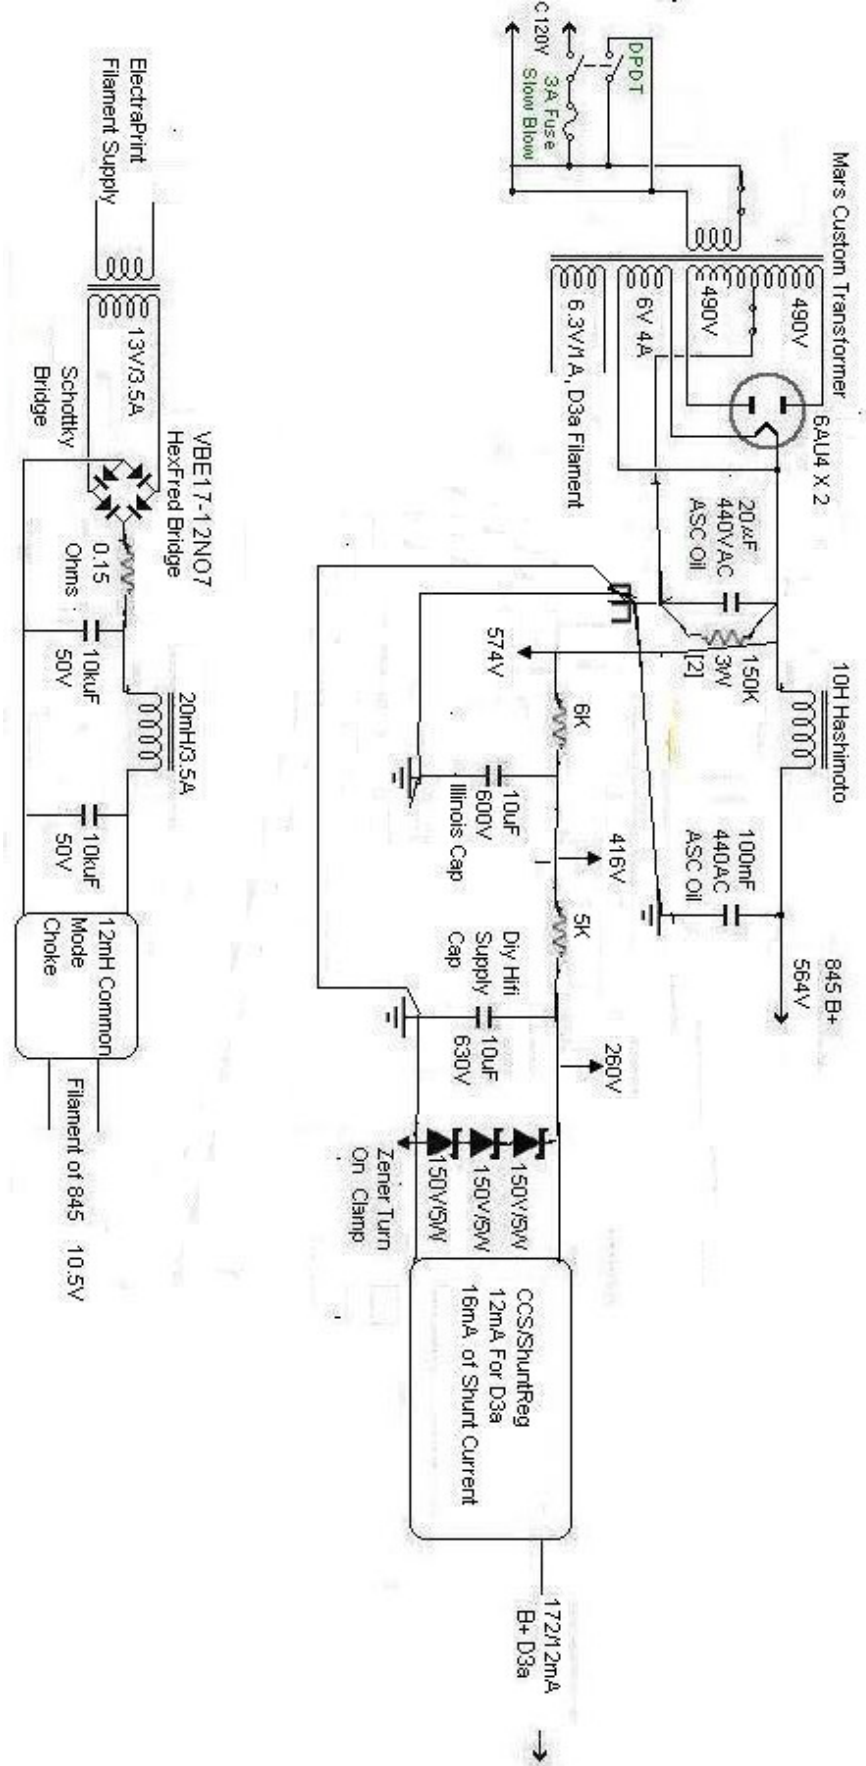 C120V
DPDT
3A Fuse
Slow Blow
Mars Custom Transformer
490V
490V
6V 4A
6.3V/1A, D3a Filament
6AU4 X 2
20µF
440VAC
ASC Oil
150K
3W
[2]
10H Hashimoto
100mF
440AC
ASC Oil
845 B+
564V
574V
6K
10uF
600V
Illinois Cap
416V
5K
Diy Hifi
Supply
Cap
10uF
630V
260V
150V/5W
150V/5W
150V/5W
Zener Turn
On Clamp
CCS/ShuntReg
12mA For D3a
16mA of Shunt Current
172/12mA
B+ D3a
ElectraPrint
Filament Supply
13V/3.5A
Schottky
Bridge
VBE17-12NO7
HexFred Bridge
0.15
Ohms
10kuF
50V
20mH/3.5A
10kuF
50V
12mH Common
Mode
Choke
Filament of 845 10.5V